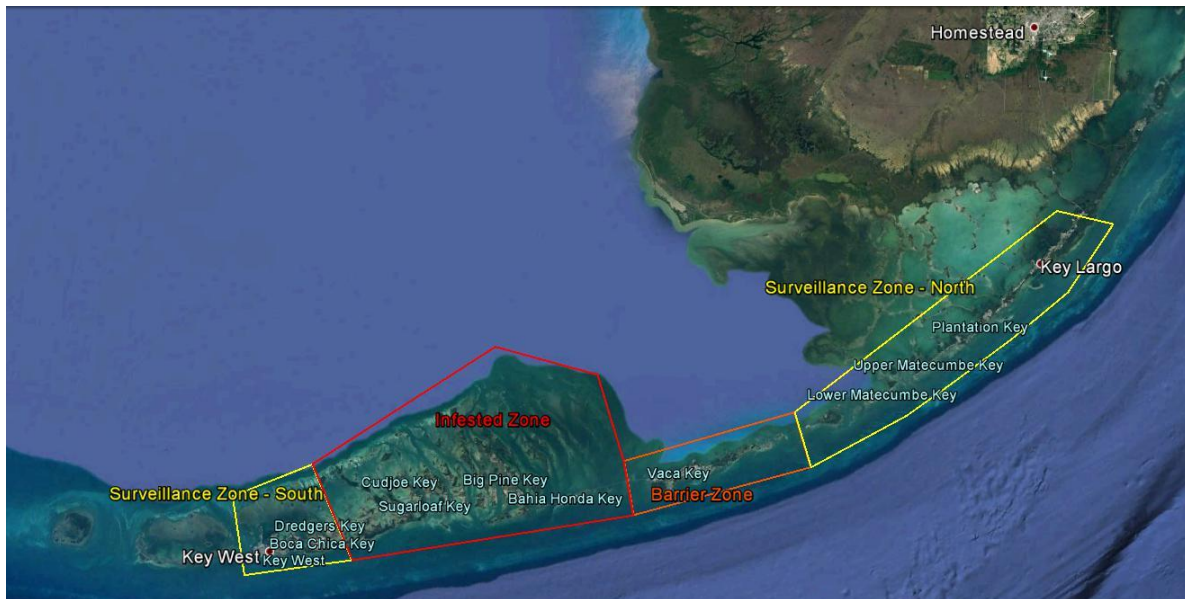 Homestead
Key Largo
Surveillance Zone - North
Plantation Key
Upper Matecumbe Key
Lower Matecumbe Key
Infested Zone
Vaca Key
Big Pine Key
Cudjoe Key
Barrier Zone
Surveillance Zone - South
Bahia Honda Key
Sugarloaf Key
Dredgers Key
Boca Chica Key
Key West
Key West